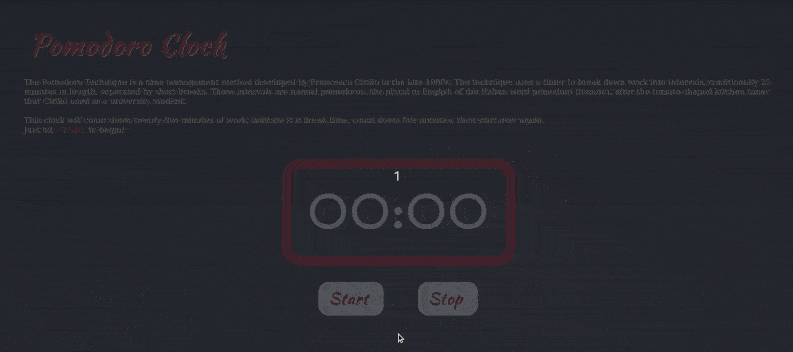 Pomodoro Clock
The Pomodoro Technique is a time management method developed by Francesco Cirillo in the late 1980s. The technique uses a timer to break down work into intervals, traditionally 25
minutes in length, separated by short breaks. These intervals are named pomodoros, the plural in English of the Italian word pomodoro (tomato), after the tomato-shaped kitchen timer
that Cirillo used as a university student.
This clock will count down twenty-five minutes of work, indicate it is break time, count down five minutes, then start over again.
Just hit to begin!
1
00:00
Start Stop